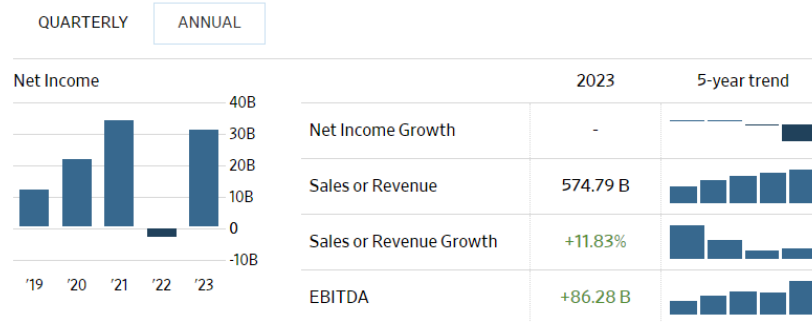 QUARTERLY ANNUAL
Net Income 2023 5-year trend
40B
30B
20B
10B
0
-10B
'19 '20 '21 '22 '23
Net Income Growth -
Sales or Revenue 574.79 B
Sales or Revenue Growth +11.83%
EBITDA +86.28 B